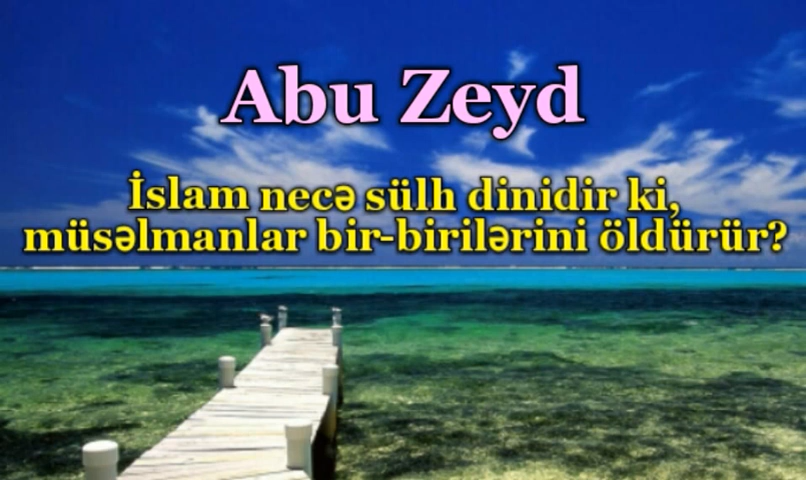 Abu Zeyd
İslam necə sülh dinidir ki,
müsəlmanlar bir-birilərini öldürür?